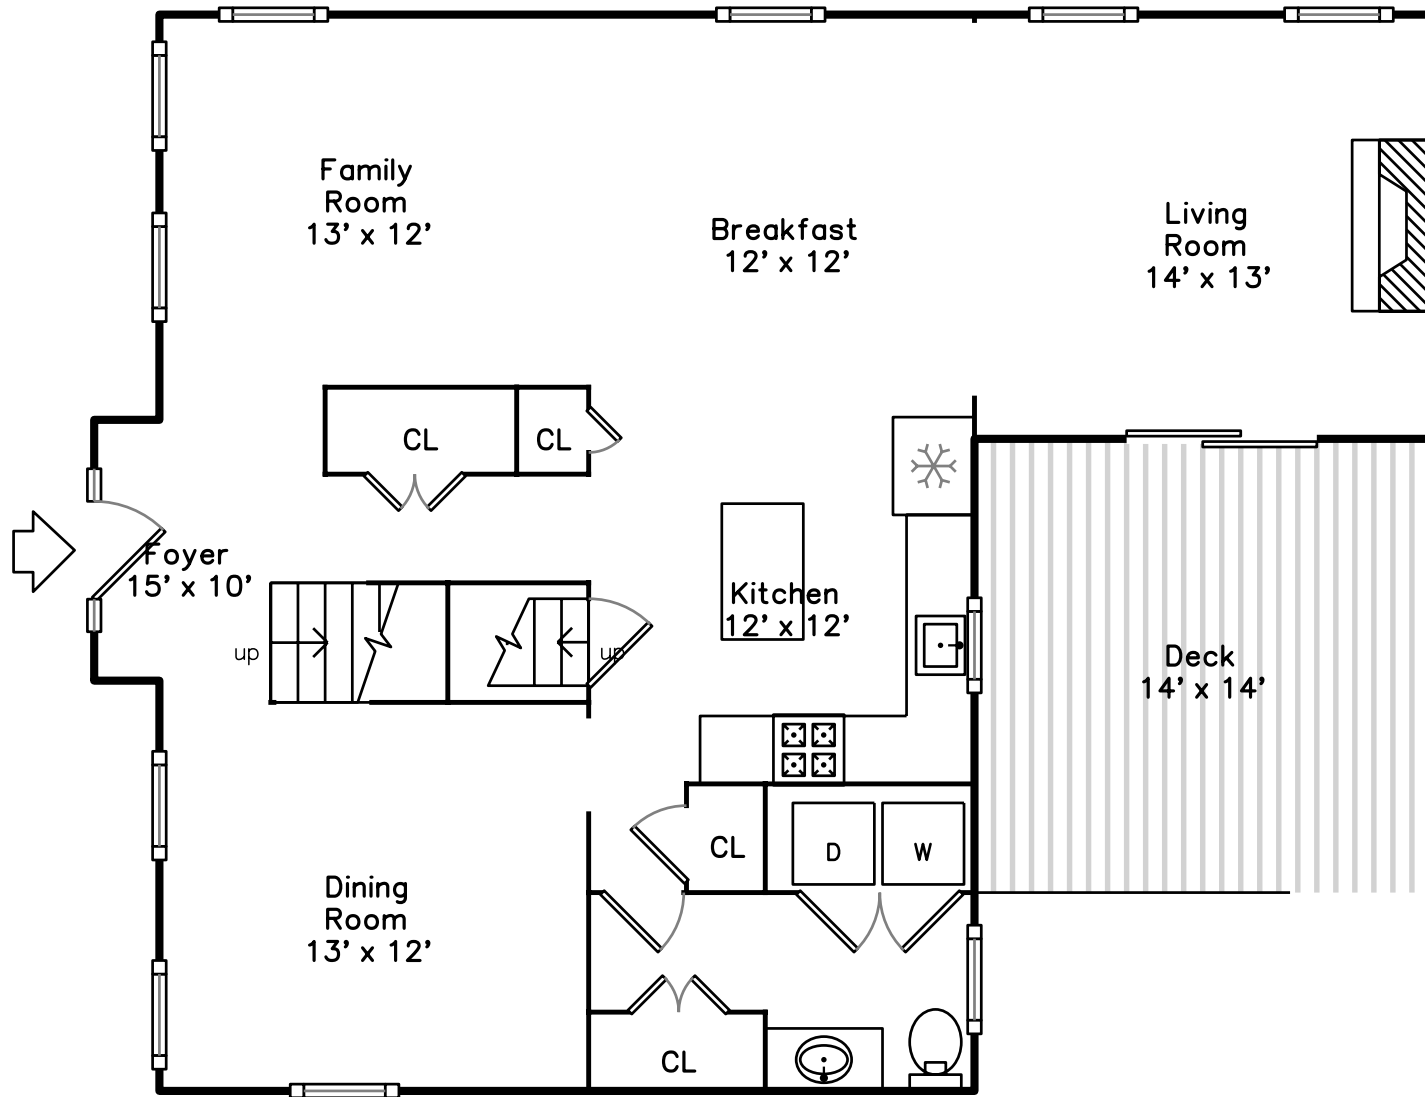 Family
Room
13' x 12'
Breakfast
12' x 12'
Living
Room
14' x 13'
CL
CL
Foyer
15' x 10'
up
up
Kitchen
12' x 12'
Deck
14' x 14'
CL
D
W
Dining
Room
13' x 12'
CL